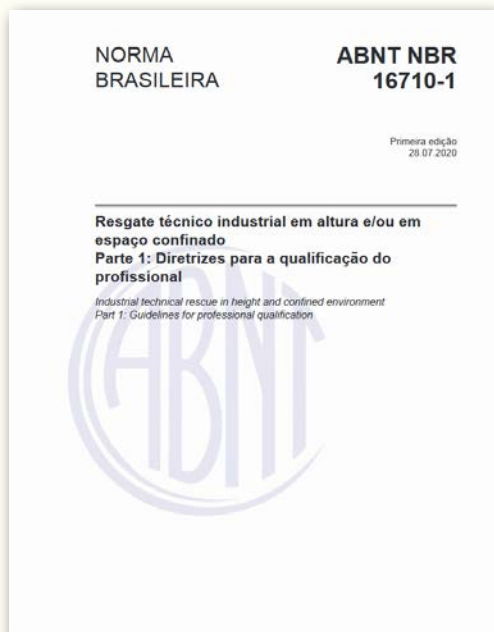 NORMA
BRASILEIRA
ABNT NBR
16710-1
Primeira edição
28.07.2020
Resgate técnico industrial em altura e/ou em
espaço confinado
Parte 1: Diretrizes para a qualificação do
profissional
Industrial technical rescue in height and confined environment
Part 1: Guidelines for professional qualification
ABNT